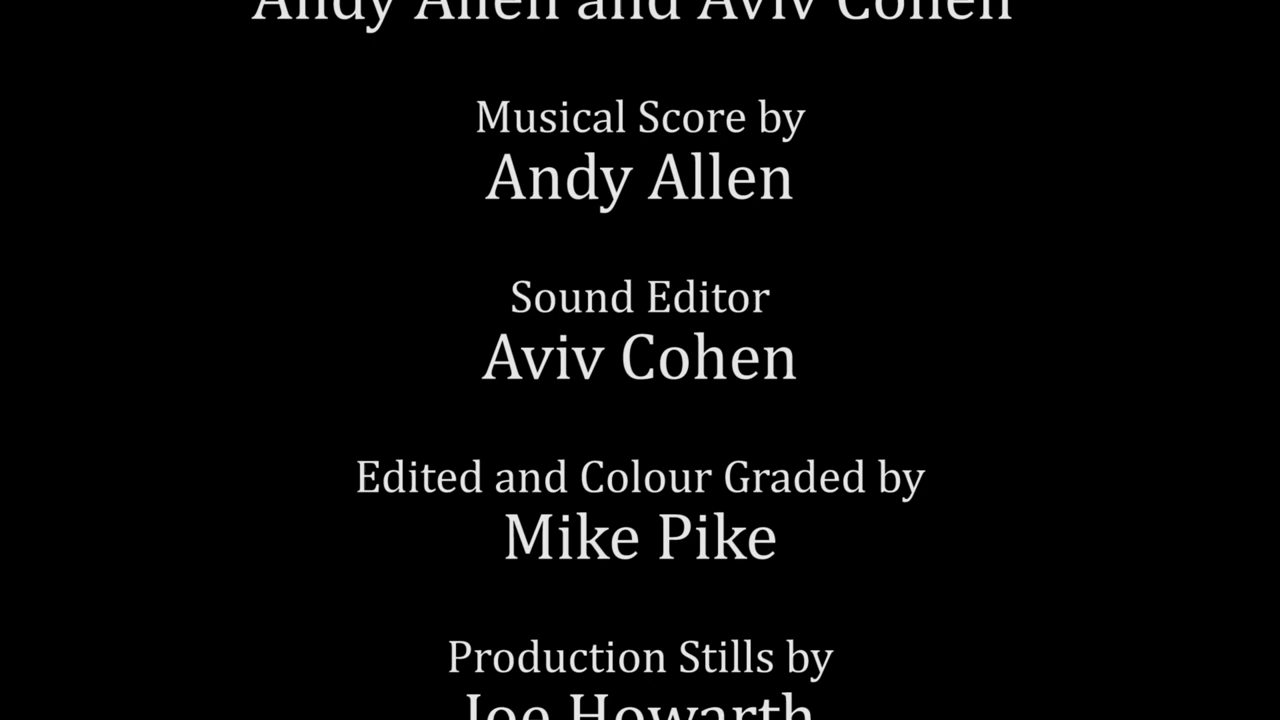 Andy Allen and Aviv Cohen
Musical Score by
Andy Allen
Sound Editor
Aviv Cohen
Edited and Colour Graded by
Mike Pike
Production Stills by
Joe Howarth